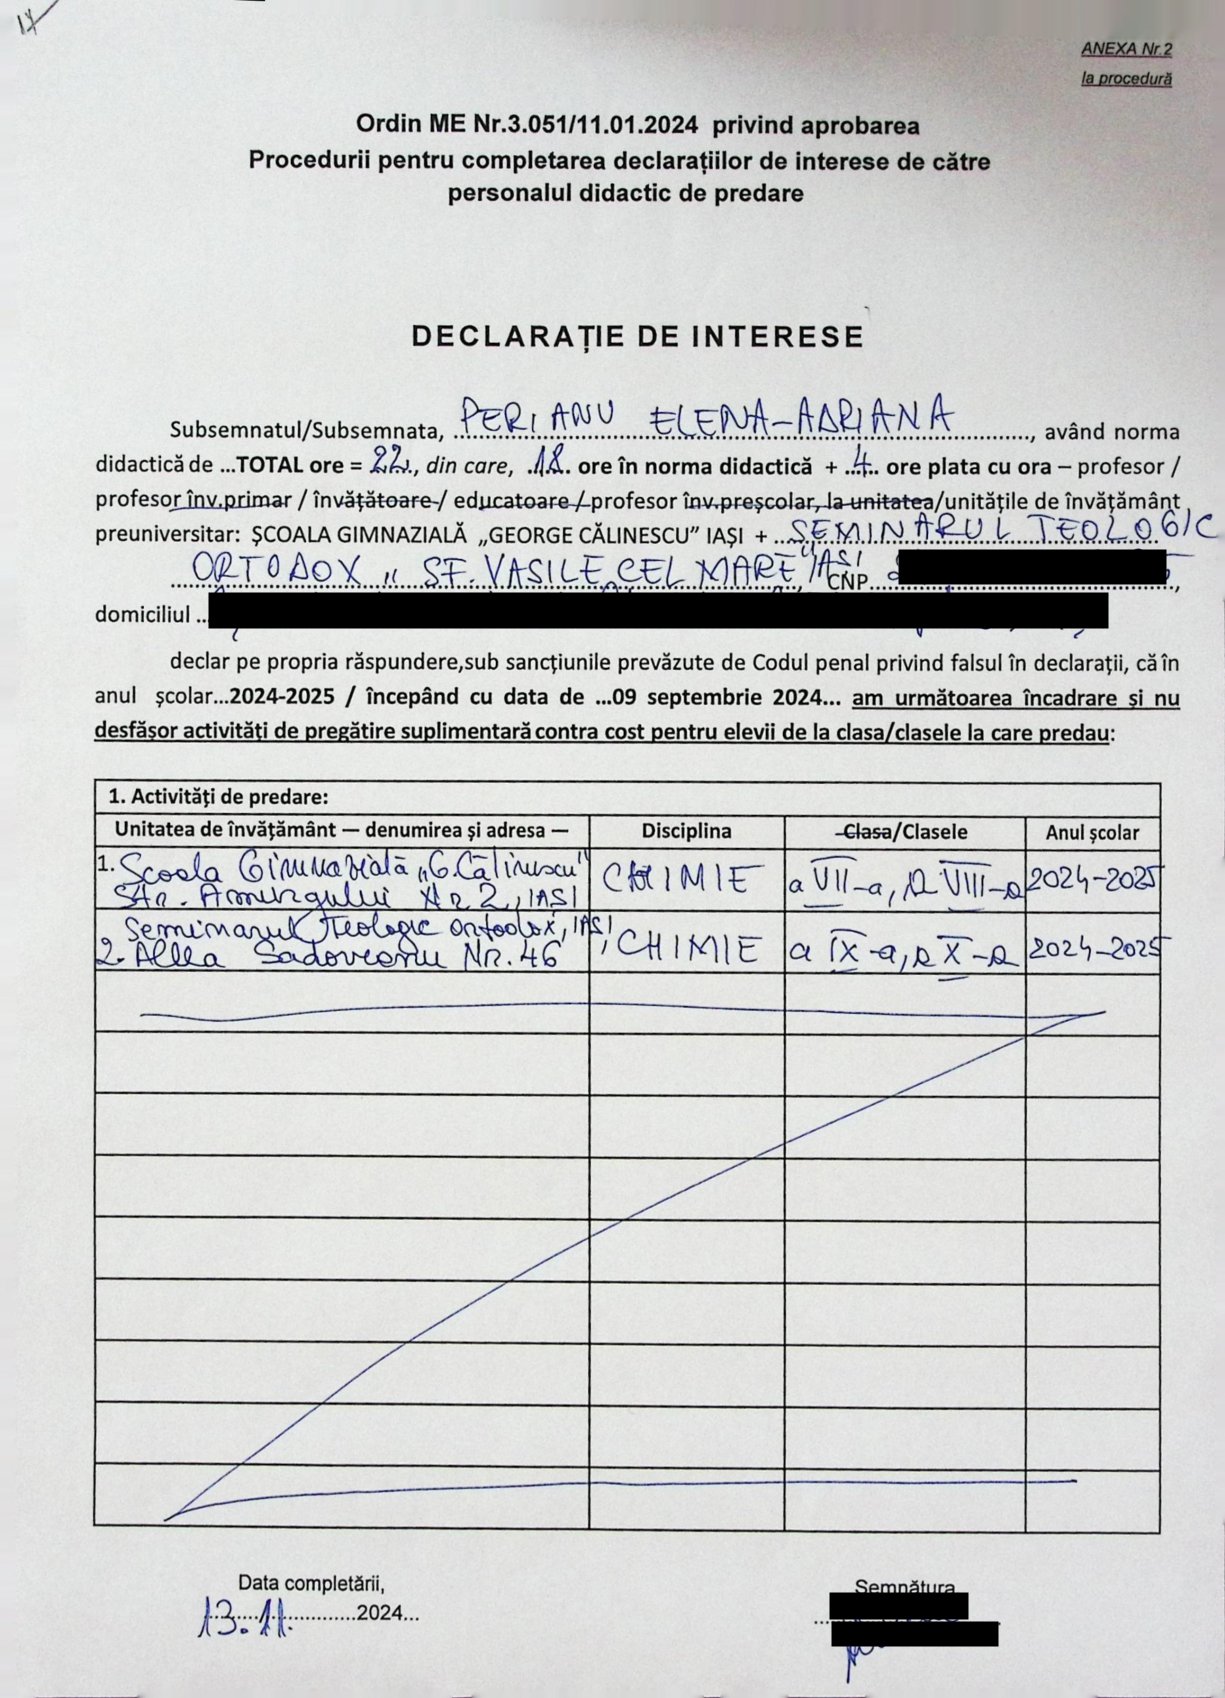 ANEXA Nr.2
la procedură
Ordin ME Nr.3.051/11.01.2024 privind aprobarea
Procedurii pentru completarea declarațiilor de interese de către
personalul didactic de predare
DECLARAȚIE DE INTERESE
Subsemnatul/Subsemnata, PERIANU ELENA-ADRIANA, având norma
didactică de ...TOTAL ore = 22., din care, .18. ore în norma didactică + ..4.. ore plata cu ora – profesor /
profesor înv.primar / învățătoare / educatoare / profesor înv.preșcolar, la unitatea/unitățile de învățământ
preuniversitar: ȘCOALA GIMNAZIALĂ „GEORGE CĂLINESCU” IAȘI + ...SEMINARUL TEOLOGIC
ORTODOX „SF. VASILE CEL MARE” IAȘI, CNP
domiciliul ..
declar pe propria răspundere,sub sancțiunile prevăzute de Codul penal privind falsul în declarații, că în
anul școlar...2024-2025 / începând cu data de ...09 septembrie 2024... am următoarea încadrare și nu
desfășor activități de pregătire suplimentară contra cost pentru elevii de la clasa/clasele la care predau:
1. Activități de predare:
Unitatea de învățământ — denumirea și adresa — Disciplina Clasa/Clasele Anul școlar
1. Școala Gimnazială „G. Călinescu”
Str. Amurgului Nr 2, IAȘI CHIMIE a VII-a, a VIII-a 2024-2025
Seminarul Teologic Ortodox, IAȘI,
2. Aleea Sadoveanu Nr. 46 CHIMIE a IX-a, a X-a 2024-2025
Data completării,
13.11. 2024...
Semnătura